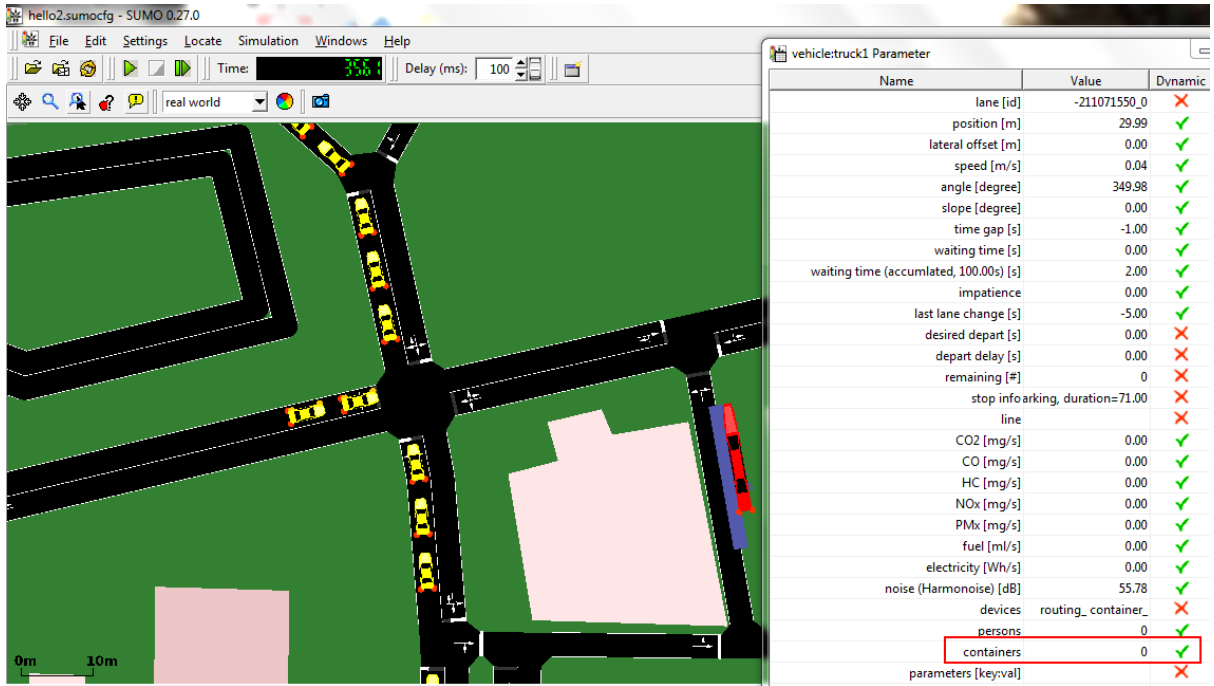 hello2.sumocfg - SUMO 0.27.0
File Edit Settings Locate Simulation Windows Help
Time: 3561 Delay (ms): 100
real world
0m 10m
vehicle:truck1 Parameter
Name Value Dynamic
lane [id] -211071550_0
position [m] 29.99
lateral offset [m] 0.00
speed [m/s] 0.04
angle [degree] 349.98
slope [degree] 0.00
time gap [s] -1.00
waiting time [s] 0.00
waiting time (accumlated, 100.00s) [s] 2.00
impatience 0.00
last lane change [s] -5.00
desired depart [s] 0.00
depart delay [s] 0.00
remaining [#] 0
stop info arking, duration=71.00
line
CO2 [mg/s] 0.00
CO [mg/s] 0.00
HC [mg/s] 0.00
NOx [mg/s] 0.00
PMx [mg/s] 0.00
fuel [ml/s] 0.00
electricity [Wh/s] 0.00
noise (Harmonoise) [dB] 55.78
devices routing_ container_
persons 0
containers 0
parameters [key:val]